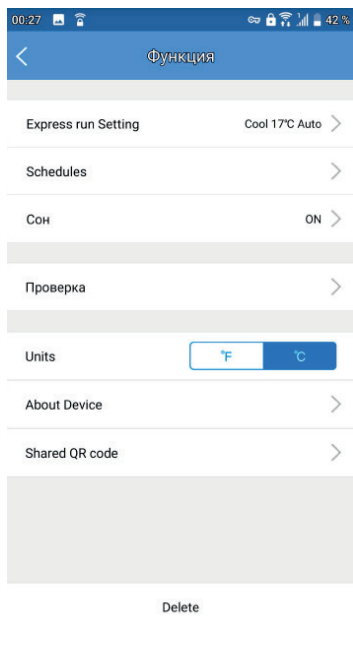 00:27 42 %
Функция
Express run Setting Cool 17℃ Auto
Schedules
Сон ON
Проверка
Units ℉ ℃
About Device
Shared QR code
Delete